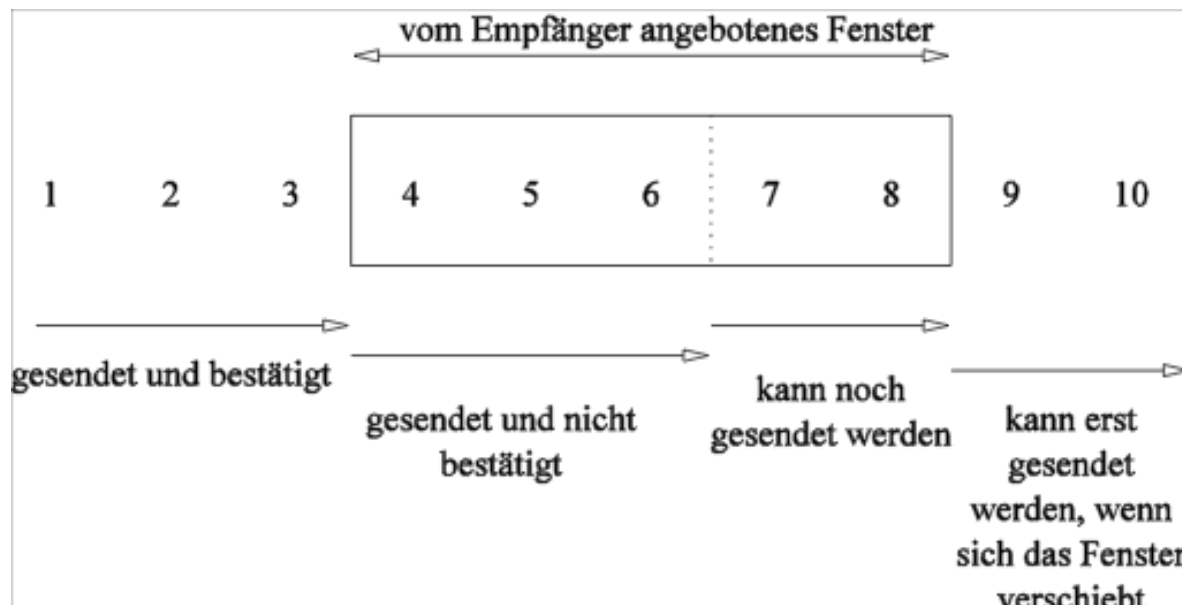 vom Empfänger angebotenes Fenster
1 2 3 4 5 6 7 8 9 10
gesendet und bestätigt
gesendet und nicht
bestätigt
kann noch
gesendet werden
kann erst
gesendet
werden, wenn
sich das Fenster
verschiebt